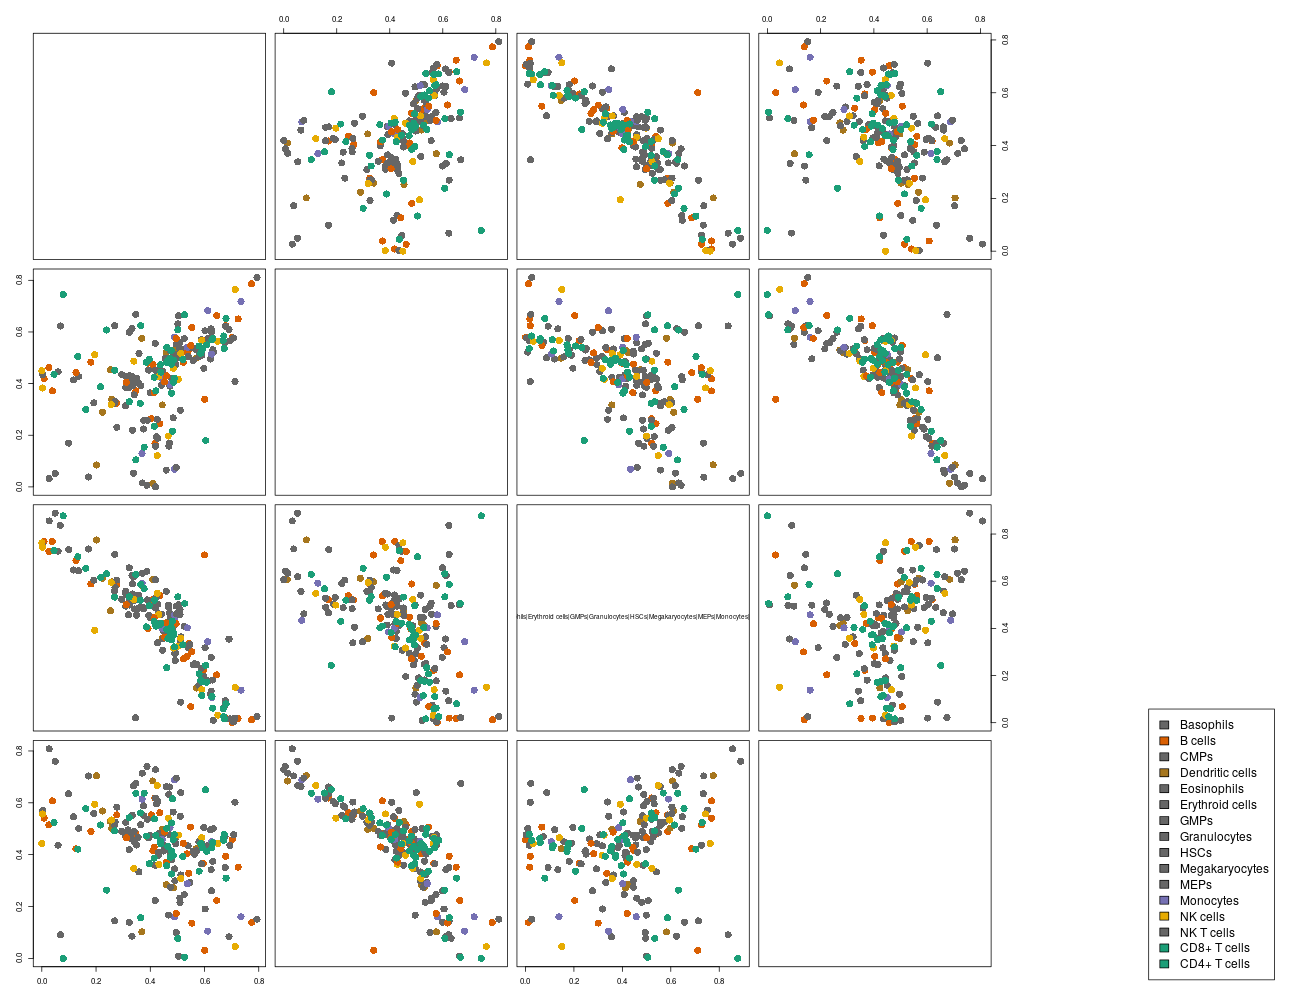 0.0 0.2 0.4 0.6 0.8 0.0 0.2 0.4 0.6 0.8
0.0 0.2 0.4 0.6 0.8
0.0 0.2 0.4 0.6 0.8
hils|Erythroid cells|GMPs|Granulocytes|HSCs|Megakaryocytes|MEPs|Monocytes|
0.0 0.2 0.4 0.6 0.8
0.0 0.2 0.4 0.6 0.8
0.0 0.2 0.4 0.6 0.8 0.0 0.2 0.4 0.6 0.8
Basophils
B cells
CMPs
Dendritic cells
Eosinophils
Erythroid cells
GMPs
Granulocytes
HSCs
Megakaryocytes
MEPs
Monocytes
NK cells
NK T cells
CD8+ T cells
CD4+ T cells